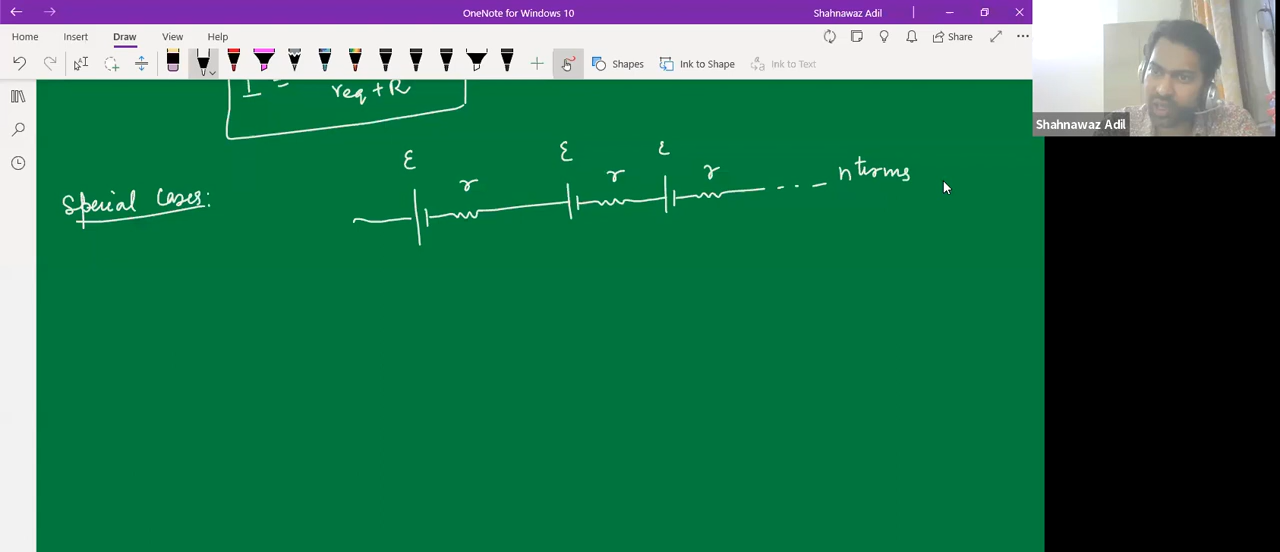 OneNote for Windows 10
Shahnawaz Adil
Home Insert Draw View Help
Share
Shapes
Ink to Shape
Ink to Text
Shahnawaz Adil
I =
req + R
Special Cases:
ε ε ε
r r r
- - - n terms